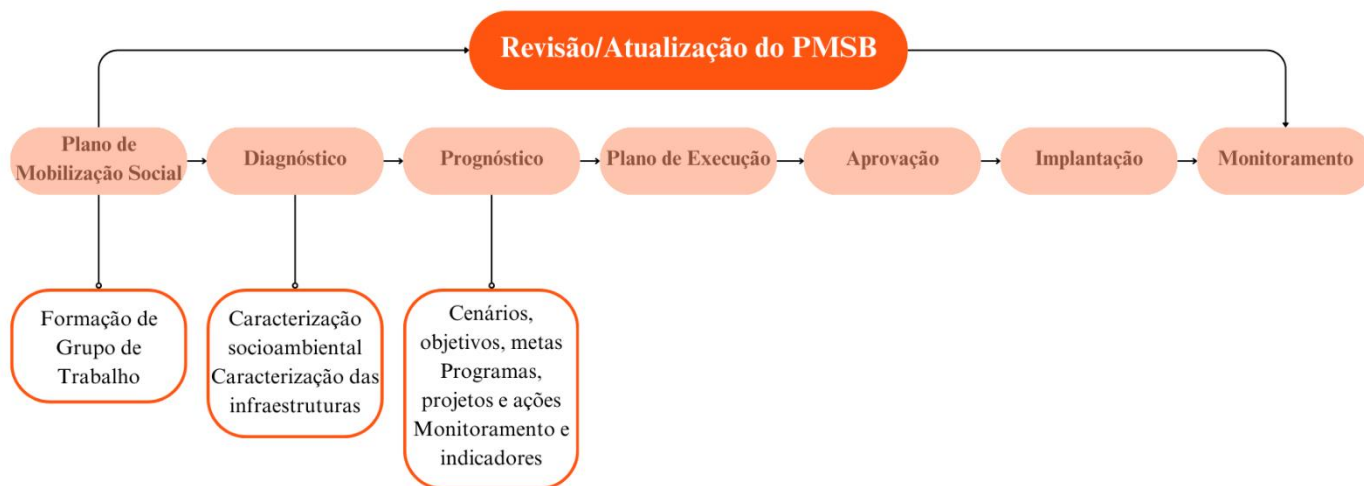 Revisão/Atualização do PMSB
Plano de
Mobilização Social
Diagnóstico
Prognóstico
Plano de Execução
Aprovação
Implantação
Monitoramento
Formação de
Grupo de
Trabalho
Caracterização
socioambiental
Caracterização das
infraestruturas
Cenários,
objetivos, metas
Programas,
projetos e ações
Monitoramento e
indicadores